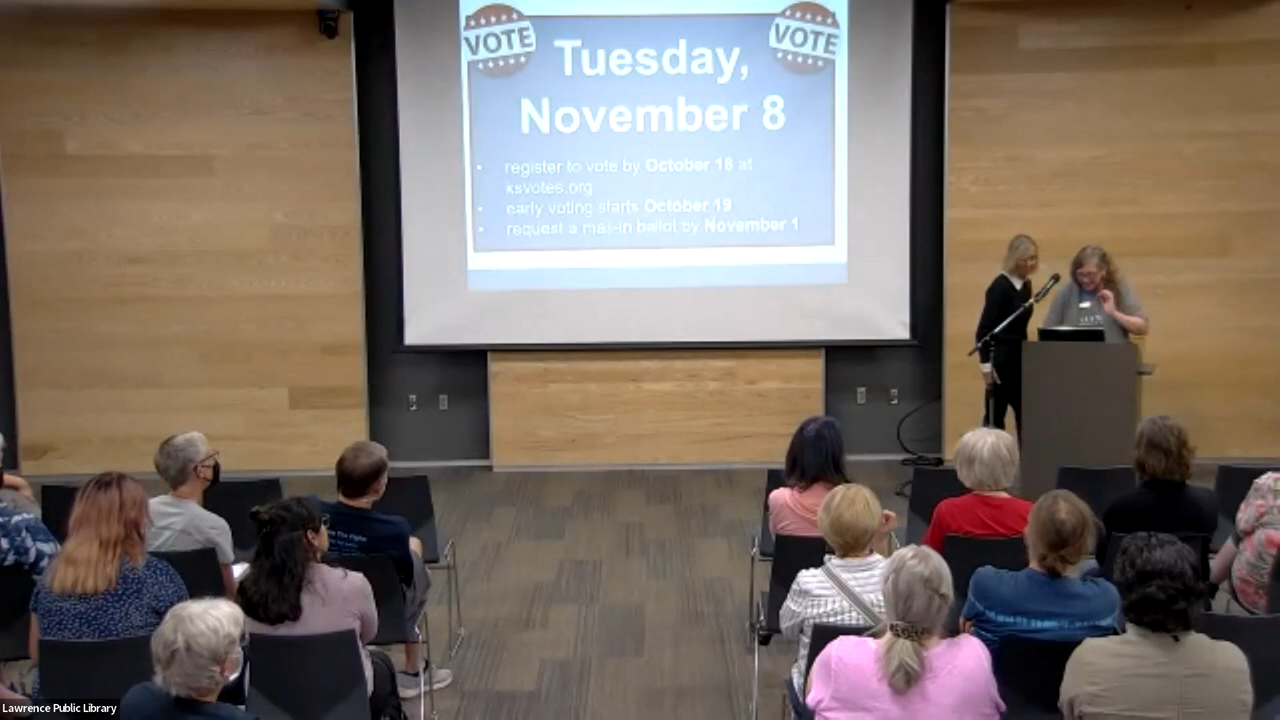 VOTE
VOTE
Tuesday,
November 8
• register to vote by October 18 at
ksvotes.org
• early voting starts October 19
• request a mail-in ballot by November 1
Lawrence Public Library